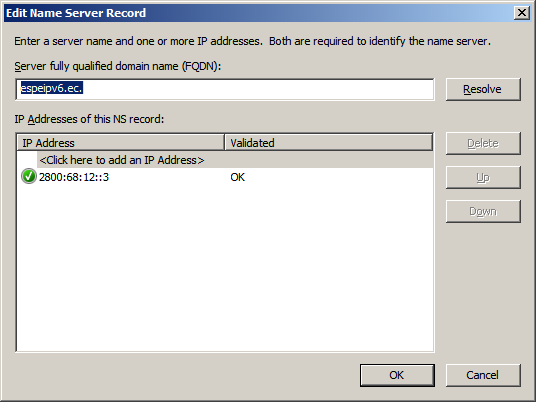 Edit Name Server Record
Enter a server name and one or more IP addresses.  Both are required to identify the name server.
Server fully qualified domain name (FQDN):
espeipv6.ec.
Resolve
IP Addresses of this NS record:
IP Address Validated
<Click here to add an IP Address>
2800:68:12::3 OK
Delete
Up
Down
OK Cancel